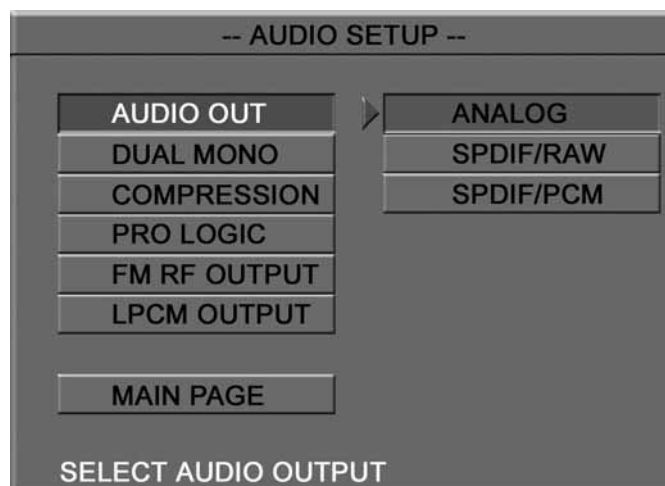 -- AUDIO SETUP --
AUDIO OUT
DUAL MONO
COMPRESSION
PRO LOGIC
FM RF OUTPUT
LPCM OUTPUT
MAIN PAGE
ANALOG
SPDIF/RAW
SPDIF/PCM
SELECT AUDIO OUTPUT